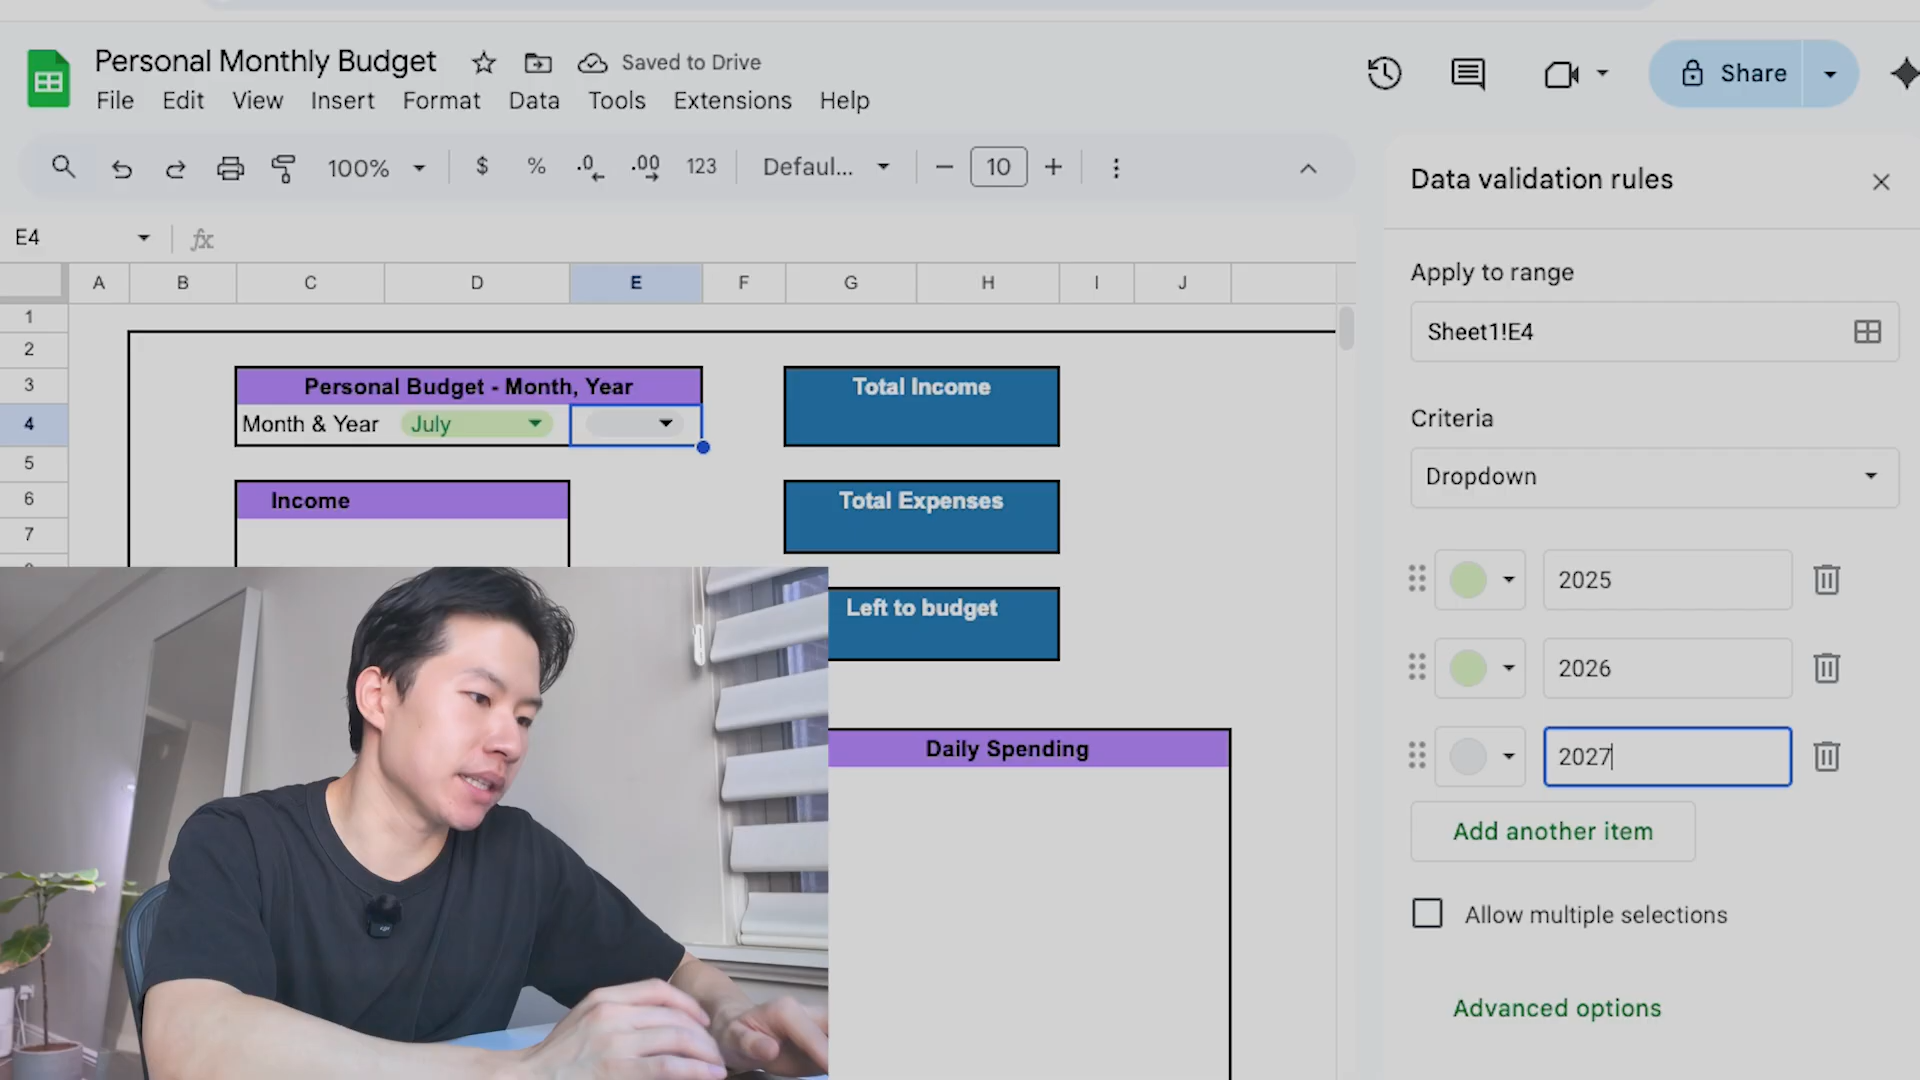 Personal Monthly Budget
Saved to Drive
File Edit View Insert Format Data Tools Extensions Help
Share
100% $ % .0 .00 123 Defaul... 10
E4
fx
A B C D E F G H I J
1
2
3 Personal Budget - Month, Year Total Income
4 Month & Year July
5
6 Income Total Expenses
7
Left to budget
Daily Spending
Data validation rules
Apply to range
Sheet1!E4
Criteria
Dropdown
2025
2026
2027
Add another item
Allow multiple selections
Advanced options